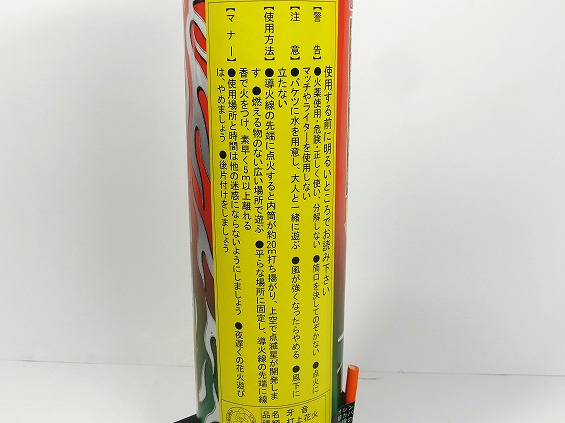 使用する前に明るいところでお読み下さい
【警 告】●火薬使用・危険・正しく使い、分解しない ●筒口を決してのぞかない ●点火に
マッチやライターを使用しない
【注 意】●バケツに水を用意し、大人と一緒に遊ぶ ●風が強くなったらやめる ●風下に
立たない
【使用方法】●導火線の先端に点火すると内筒が約20m打ち揚がり、上空で点滅星が開発しま
す ●燃える物のない広い場所で遊ぶ ●平らな場所に固定し、導火線の先端に線
香で火をつけ、素早く5m以上離れる
【マ ナ ー】●使用場所と時間は他の迷惑にならないようにしましょう ●夜遅くの花火遊び
は、やめましょう ●後片付けをしましょう
音
上花火
牙
打
品名